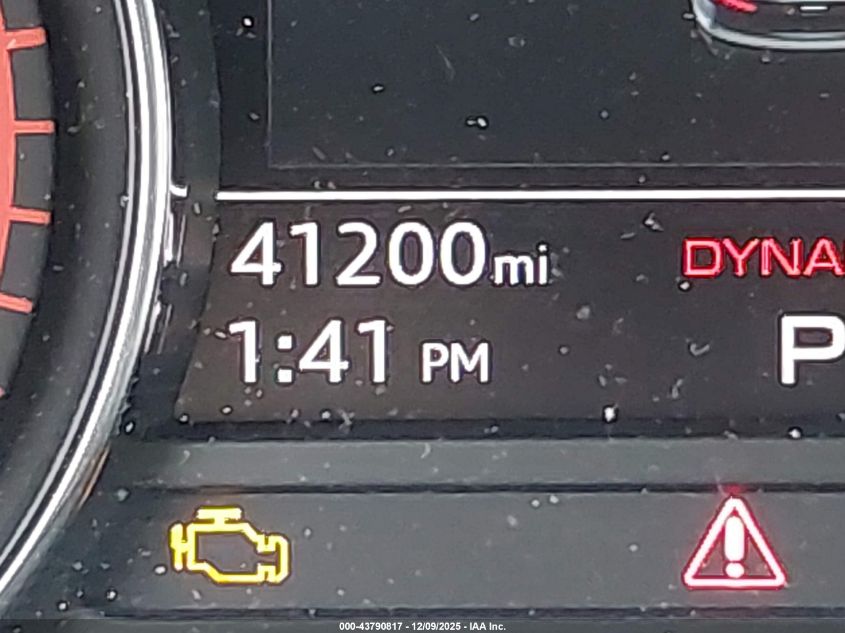 41200mi
DYNA
1:41 PM
P
000-43790817 - 12/09/2025 - IAA Inc.